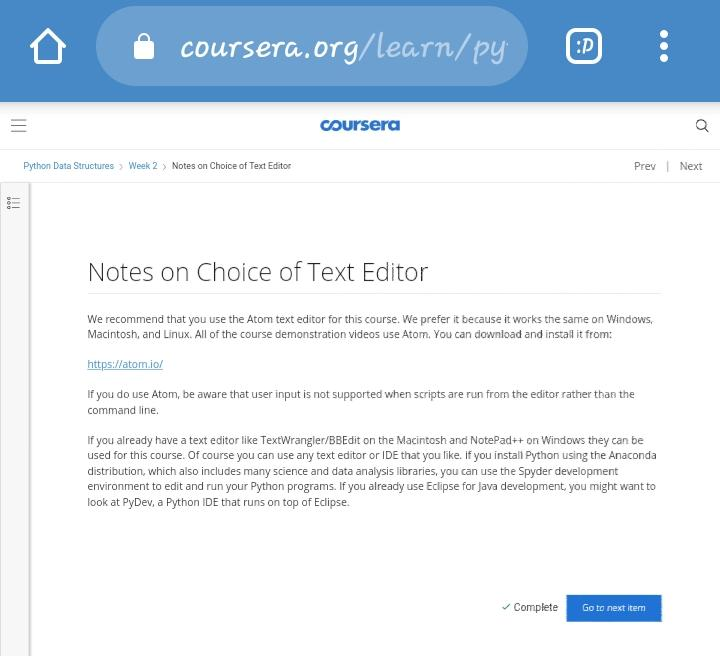 coursera.org/learn/py
:D
coursera
Python Data Structures > Week 2 > Notes on Choice of Text Editor
Prev | Next
Notes on Choice of Text Editor
We recommend that you use the Atom text editor for this course. We prefer it because it works the same on Windows,
Macintosh, and Linux. All of the course demonstration videos use Atom. You can download and install it from:
https://atom.io/
If you do use Atom, be aware that user input is not supported when scripts are run from the editor rather than the
command line.
If you already have a text editor like TextWrangler/BBEdit on the Macintosh and NotePad++ on Windows they can be
used for this course. Of course you can use any text editor or IDE that you like. If you install Python using the Anaconda
distribution, which also includes many science and data analysis libraries, you can use the Spyder development
environment to edit and run your Python programs. If you already use Eclipse for Java development, you might want to
look at PyDev, a Python IDE that runs on top of Eclipse.
Complete
Go to next item